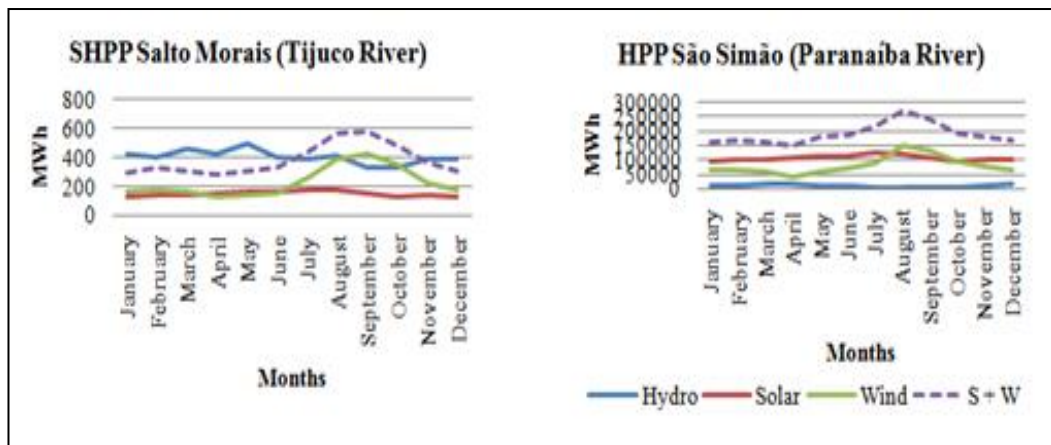 SHPP Salto Morais (Tijuco River)
800
600
400
200
0
MWh
January
February
March
April
May
June
July
August
September
October
November
December
Months
HPP São Simão (Paranaíba River)
300000
250000
200000
150000
100000
50000
0
MWh
January
February
March
April
May
June
July
August
September
October
November
December
Months
Hydro Solar Wind S + W